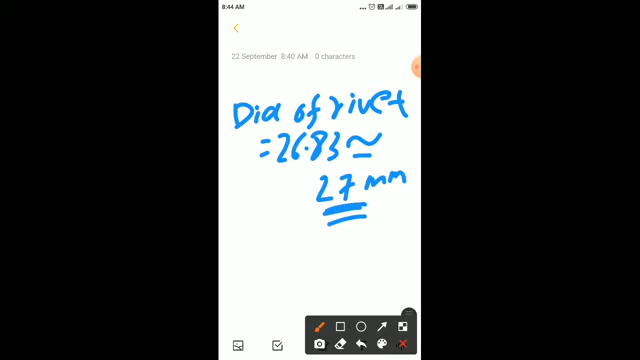 8:44 AM
22 September 8:40 AM 0 characters
Dia of rivet
= 26.83 ≃
27 mm